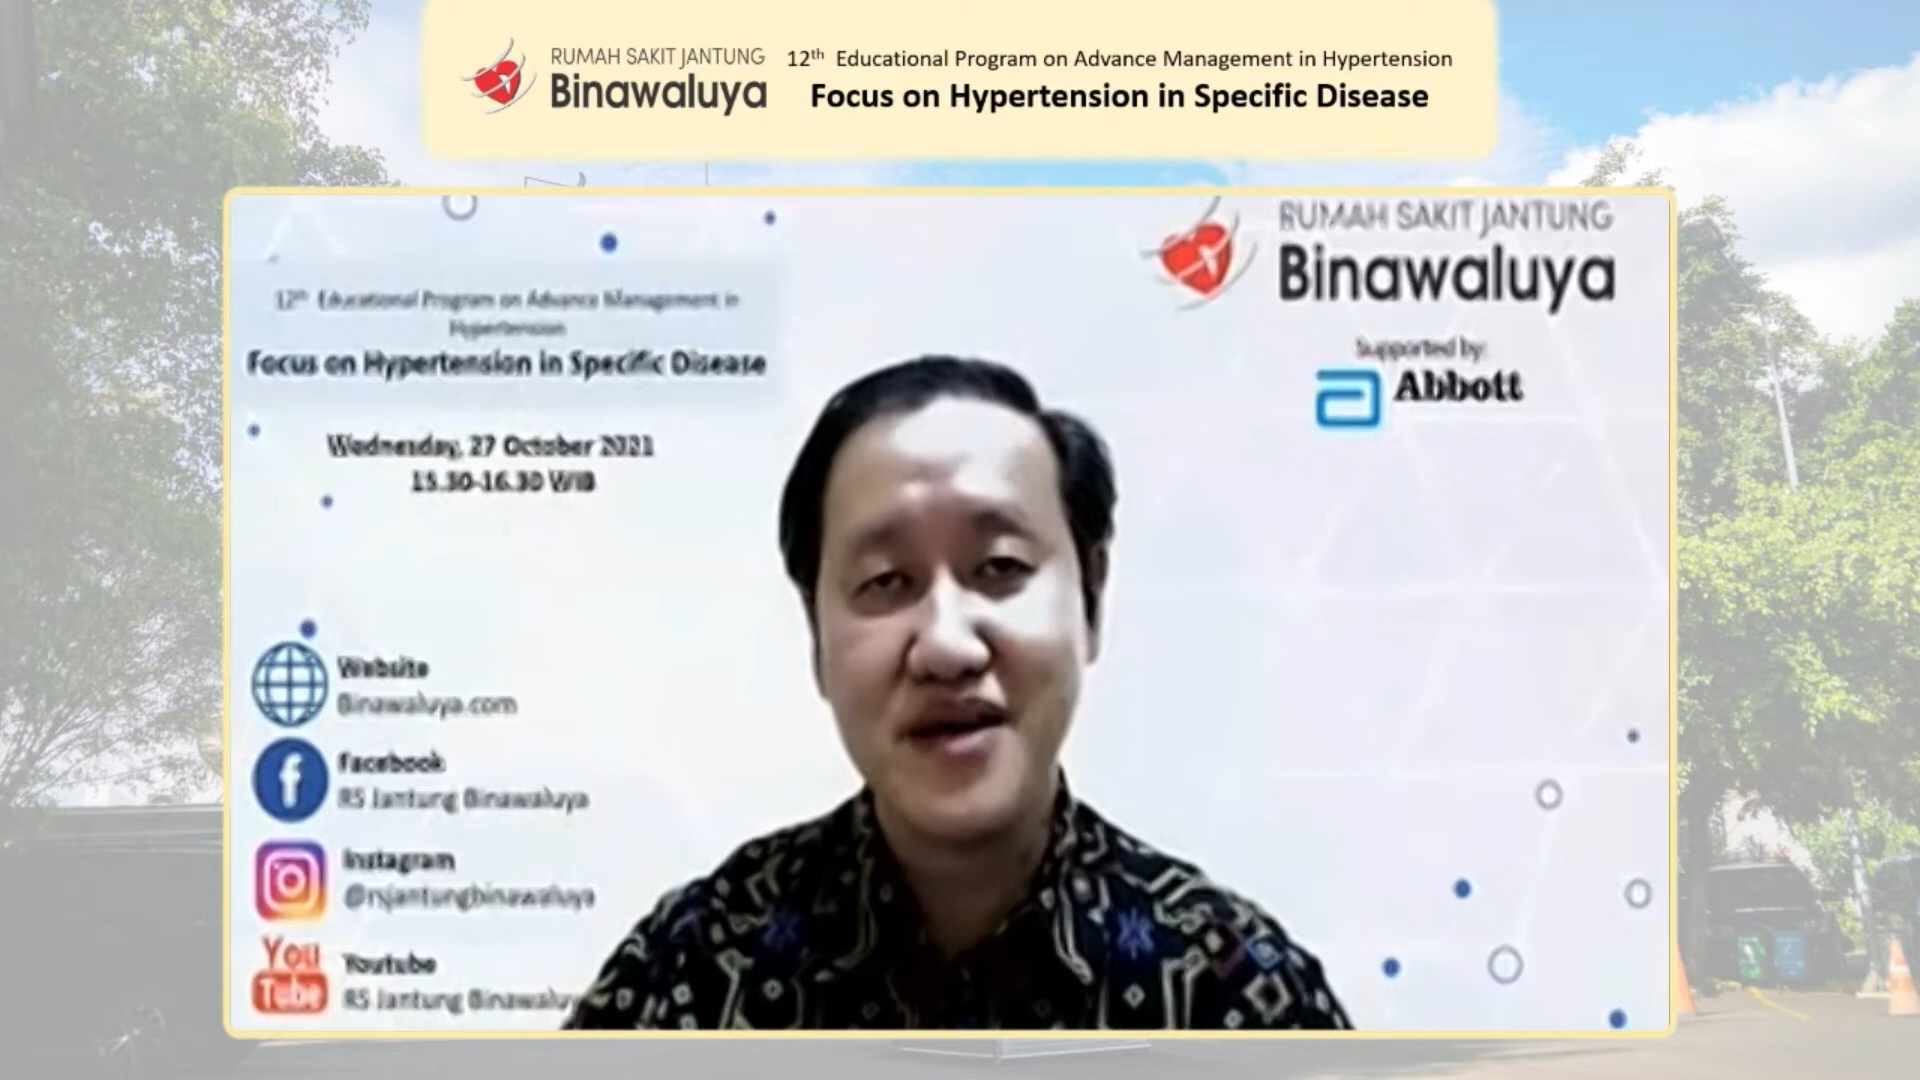 RUMAH SAKIT JANTUNG
Binawaluya
12th Educational Program on Advance Management in Hypertension
Focus on Hypertension in Specific Disease
12th Educational Program on Advance Management in
Hypertension
Focus on Hypertension in Specific Disease
Wednesday, 27 October 2021
15.30-16.30 WIB
RUMAH SAKIT JANTUNG
Binawaluya
Supported by:
Abbott
Website
Binawaluya.com
Facebook
RS Jantung Binawaluya
Instagram
@rsjantungbinawaluya
You
Tube
Youtube
RS Jantung Binawaluy